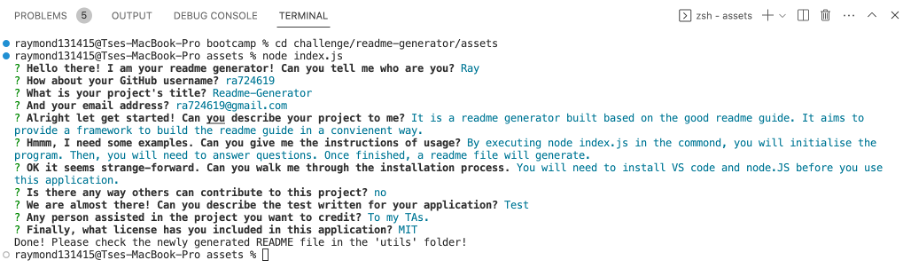 PROBLEMS 5 OUTPUT DEBUG CONSOLE TERMINAL zsh - assets
raymond131415@Tses-MacBook-Pro bootcamp % cd challenge/readme-generator/assets
raymond131415@Tses-MacBook-Pro assets % node index.js
? Hello there! I am your readme generator! Can you tell me who are you? Ray
? How about your GitHub username? ra724619
? What is your project's title? Readme-Generator
? And your email address? ra724619@gmail.com
? Alright let get started! Can you describe your project to me? It is a readme generator built based on the good readme guide. It aims to
provide a framework to build the readme guide in a convienent way.
? Hmmm, I need some examples. Can you give me the instructions of usage? By executing node index.js in the commond, you will initialise the
program. Then, you will need to answer questions. Once finished, a readme file will generate.
? OK it seems strange-forward. Can you walk me through the installation process. You will need to install VS code and node.JS before you use
this application.
? Is there any way others can contribute to this project? no
? We are almost there! Can you describe the test written for your application? Test
? Any person assisted in the project you want to credit? To my TAs.
? Finally, what license has you included in this application? MIT
Done! Please check the newly generated README file in the 'utils' folder!
raymond131415@Tses-MacBook-Pro assets %